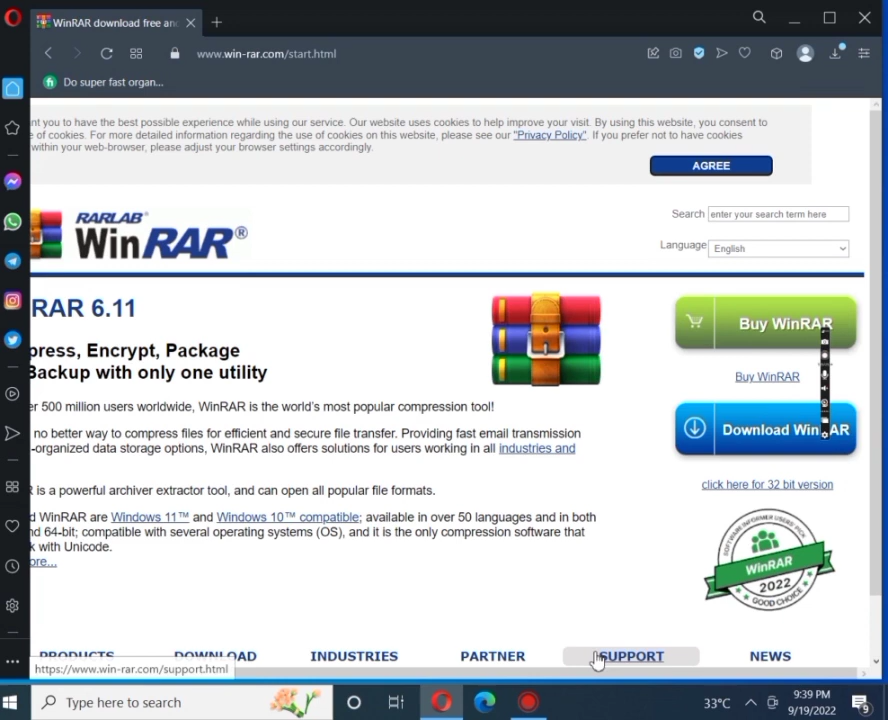 WinRAR download free and
www.win-rar.com/start.html
Do super fast organ...
nt you to have the best possible experience while using our service. Our website uses cookies to help improve your visit. By using this website, you consent to
e of cookies. For more detailed information regarding the use of cookies on this website, please see our "Privacy Policy". If you prefer not to have cookies
within your web-browser, please adjust your browser settings accordingly.
AGREE
RARLAB®
WinRAR®
Search enter your search term here
Language English
RAR 6.11
press, Encrypt, Package
Backup with only one utility
Buy WinRAR
Buy WinRAR
er 500 million users worldwide, WinRAR is the world's most popular compression tool!
no better way to compress files for efficient and secure file transfer. Providing fast email transmission
-organized data storage options, WinRAR also offers solutions for users working in all industries and
Download WinRAR
click here for 32 bit version
R is a powerful archiver extractor tool, and can open all popular file formats.
d WinRAR are Windows 11™ and Windows 10™ compatible; available in over 50 languages and in both
nd 64-bit; compatible with several operating systems (OS), and it is the only compression software that
k with Unicode.
ore...
SOFTWARE INFORMER USERS' PICK
WinRAR
2022
GOOD CHOICE
PRODUCTS DOWNLOAD INDUSTRIES PARTNER SUPPORT NEWS
https://www.win-rar.com/support.html
Type here to search
33°C
9:39 PM
9/19/2022
9